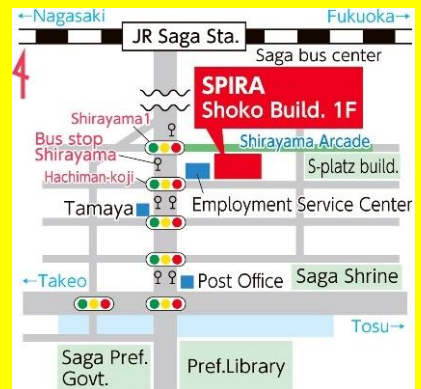 ←Nagasaki
Fukuoka→
JR Saga Sta.
Saga bus center
SPIRA
Shoko Build. 1F
Shirayama1
Shirayama Arcade
Bus stop
Shirayama
S-platz build.
Hachiman-koji
Employment Service Center
Tamaya
Post Office
Saga Shrine
←Takeo
Tosu→
Saga Pref.
Govt.
Pref.Library